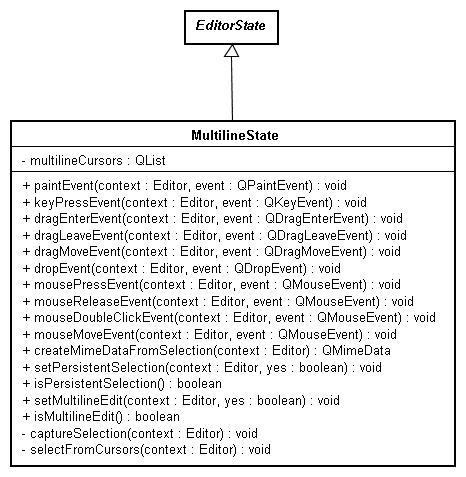 EditorState
MultilineState
- multilineCursors : QList
+ paintEvent(context : Editor, event : QPaintEvent) : void
+ keyPressEvent(context : Editor, event : QKeyEvent) : void
+ dragEnterEvent(context : Editor, event : QDragEnterEvent) : void
+ dragLeaveEvent(context : Editor, event : QDragLeaveEvent) : void
+ dragMoveEvent(context : Editor, event : QDragMoveEvent) : void
+ dropEvent(context : Editor, event : QDropEvent) : void
+ mousePressEvent(context : Editor, event : QMouseEvent) : void
+ mouseReleaseEvent(context : Editor, event : QMouseEvent) : void
+ mouseDoubleClickEvent(context : Editor, event : QMouseEvent) : void
+ mouseMoveEvent(context : Editor, event : QMouseEvent) : void
+ createMimeDataFromSelection(context : Editor) : QMimeData
+ setPersistentSelection(context : Editor, yes : boolean) : void
+ isPersistentSelection() : boolean
+ setMultilineEdit(context : Editor, yes : boolean) : void
+ isMultilineEdit() : boolean
- captureSelection(context : Editor) : void
- selectFromCursors(context : Editor) : void